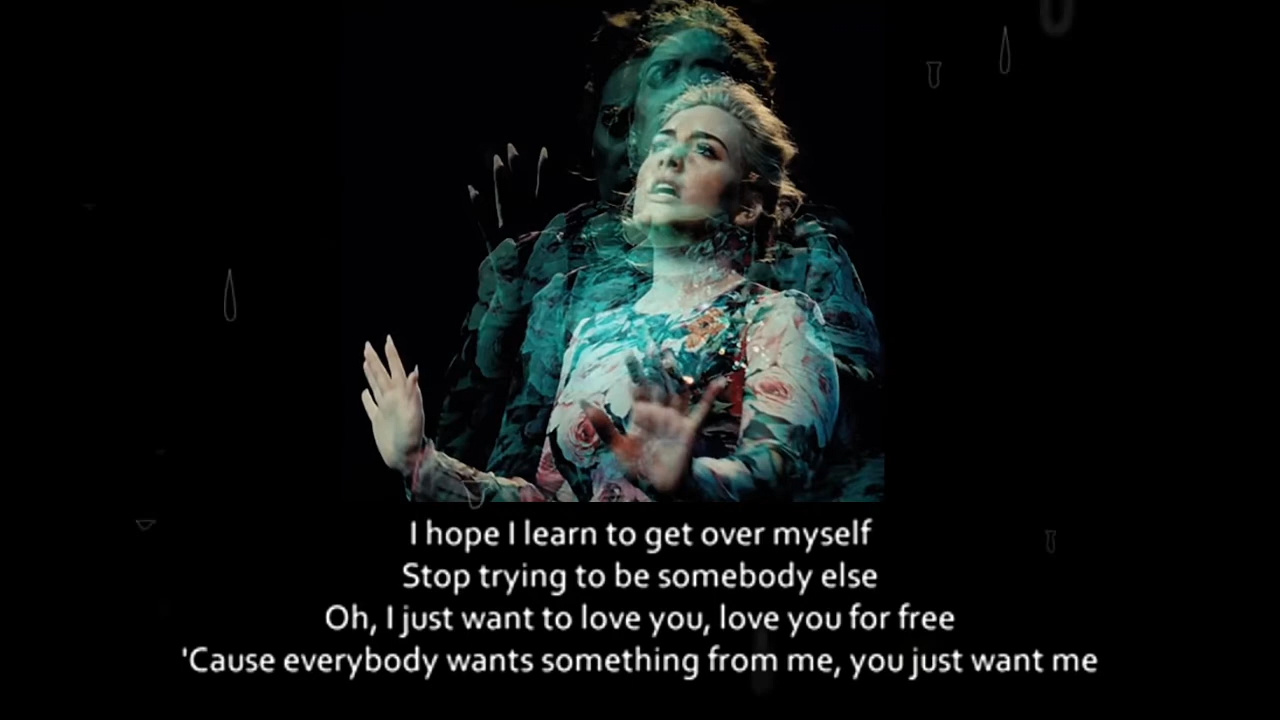 I hope I learn to get over myself
Stop trying to be somebody else
Oh, I just want to love you, love you for free
'Cause everybody wants something from me, you just want me